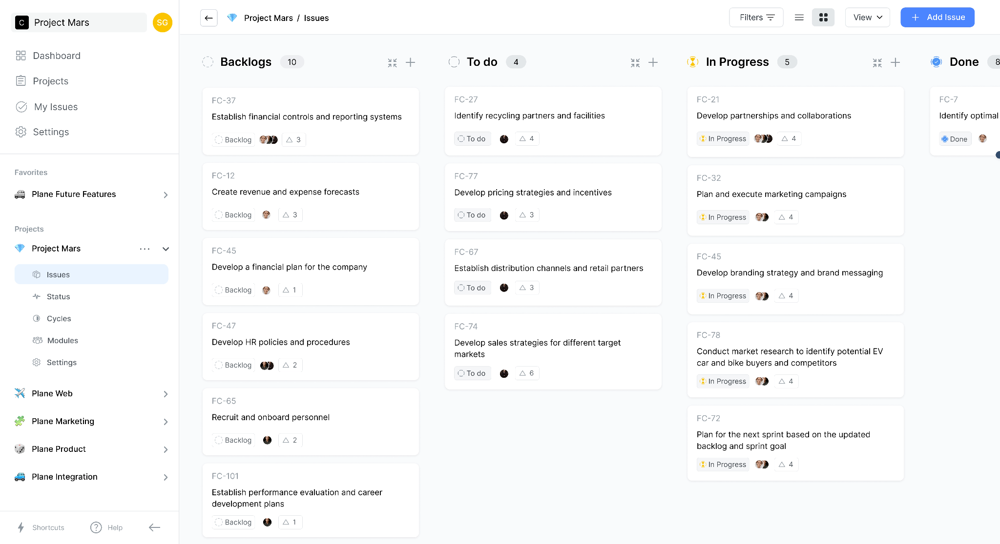 C Project Mars SG
Dashboard
Projects
My Issues
Settings
Favorites
Plane Future Features
Projects
Project Mars
Issues
Status
Cycles
Modules
Settings
Plane Web
Plane Marketing
Plane Product
Plane Integration
Shortcuts Help
Project Mars / Issues
Filters View + Add Issue
Backlogs 10
FC-37
Establish financial controls and reporting systems
Backlog 3
FC-12
Create revenue and expense forecasts
Backlog 3
FC-45
Develop a financial plan for the company
Backlog 1
FC-47
Develop HR policies and procedures
Backlog 2
FC-65
Recruit and onboard personnel
Backlog 2
FC-101
Establish performance evaluation and career
development plans
Backlog 1
To do 4
FC-27
Identify recycling partners and facilities
To do 4
FC-77
Develop pricing strategies and incentives
To do 3
FC-67
Establish distribution channels and retail partners
To do 3
FC-74
Develop sales strategies for different target
markets
To do 6
In Progress 5
FC-21
Develop partnerships and collaborations
In Progress 4
FC-32
Plan and execute marketing campaigns
In Progress 4
FC-45
Develop branding strategy and brand messaging
In Progress 4
FC-78
Conduct market research to identify potential EV
car and bike buyers and competitors
In Progress 4
FC-72
Plan for the next sprint based on the updated
backlog and sprint goal
In Progress 4
Done 8
FC-7
Identify optimal
Done